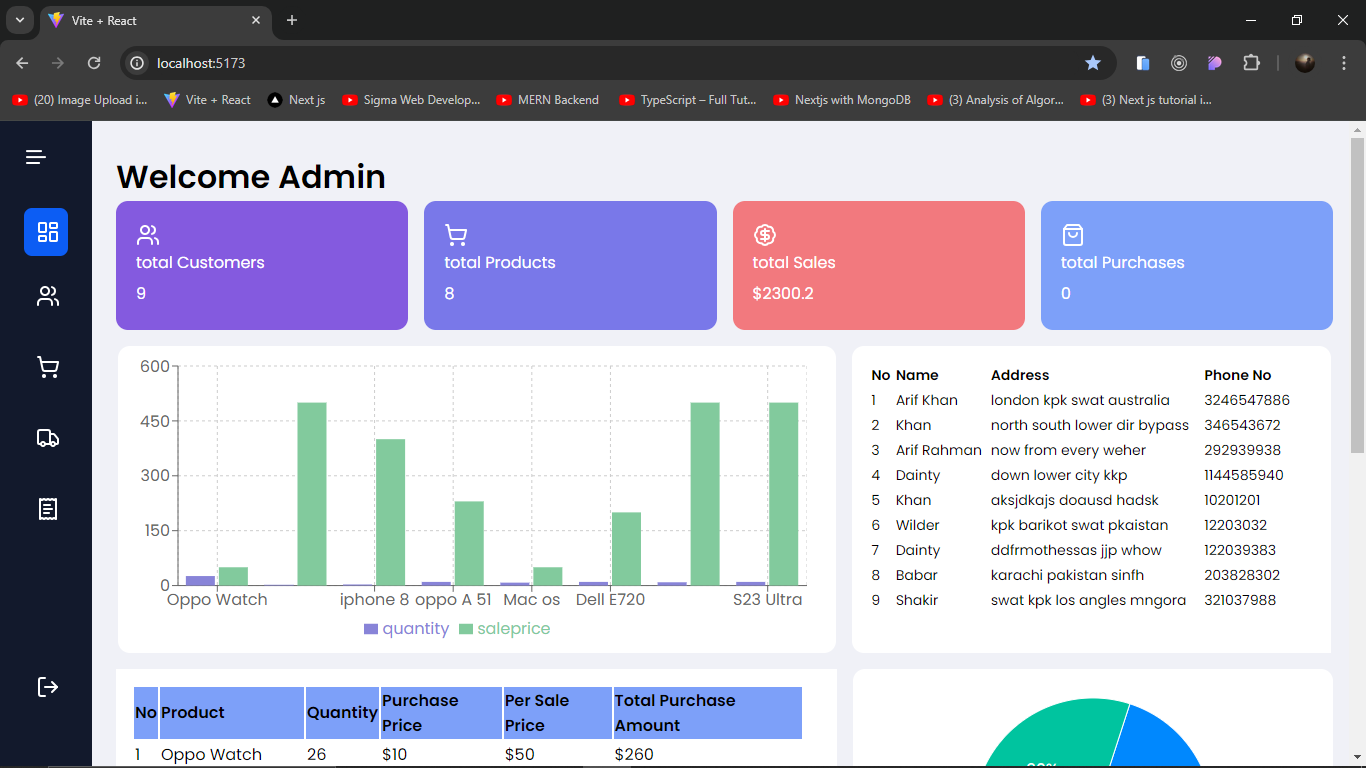 Vite + React
localhost:5173
(20) Image Upload i... Vite + React Next js Sigma Web Develop... MERN Backend TypeScript – Full Tut... Nextjs with MongoDB (3) Analysis of Algor... (3) Next js tutorial i...
Welcome Admin
total Customers
9
total Products
8
total Sales
$2300.2
total Purchases
0
600
450
300
150
0
Oppo Watch iphone 8 oppo A 51 Mac os Dell E720 S23 Ultra
quantity saleprice
No Name Address Phone No
1 Arif Khan london kpk swat australia 3246547886
2 Khan north south lower dir bypass 346543672
3 Arif Rahman now from every weher 292939938
4 Dainty down lower city kkp 1144585940
5 Khan aksjdkajs doausd hadsk 10201201
6 Wilder kpk barikot swat pkaistan 12203032
7 Dainty ddfrmothessas jjp whow 122039383
8 Babar karachi pakistan sinfh 203828302
9 Shakir swat kpk los angles mngora 321037988
No Product Quantity Purchase Price Per Sale Price Total Purchase Amount
1 Oppo Watch 26 $10 $50 $260